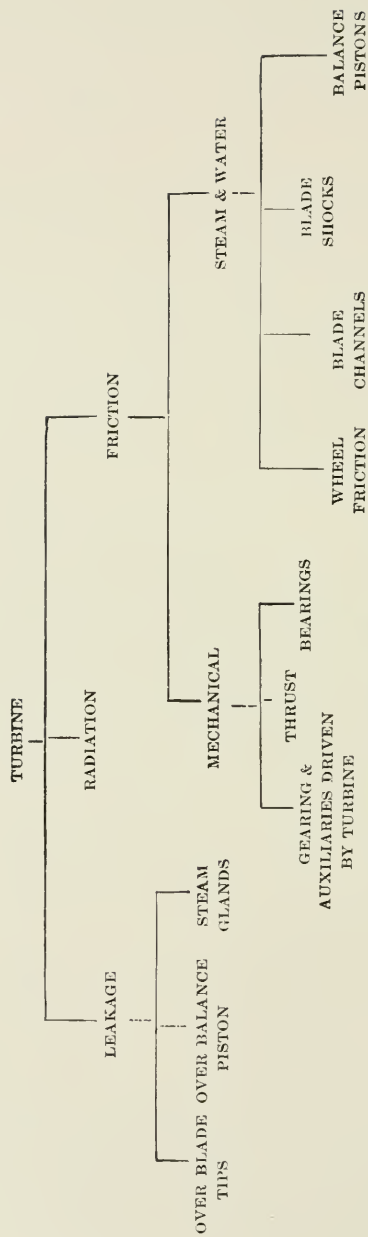 TURBINE
LEAKAGE
RADIATION
FRICTION
OVER BLADE
TIPS
OVER BALANCE
PISTON
STEAM
GLANDS
MECHANICAL
STEAM & WATER
GEARING &
AUXILIARIES DRIVEN
BY TURBINE
THRUST
BEARINGS
WHEEL
FRICTION
BLADE
CHANNELS
BLADE
SHOCKS
BALANCE
PISTONS